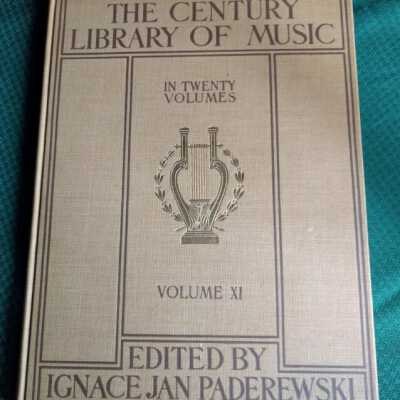 THE CENTURY
LIBRARY OF MUSIC
IN TWENTY
VOLUMES
VOLUME XI
EDITED BY
IGNACE JAN PADEREWSKI